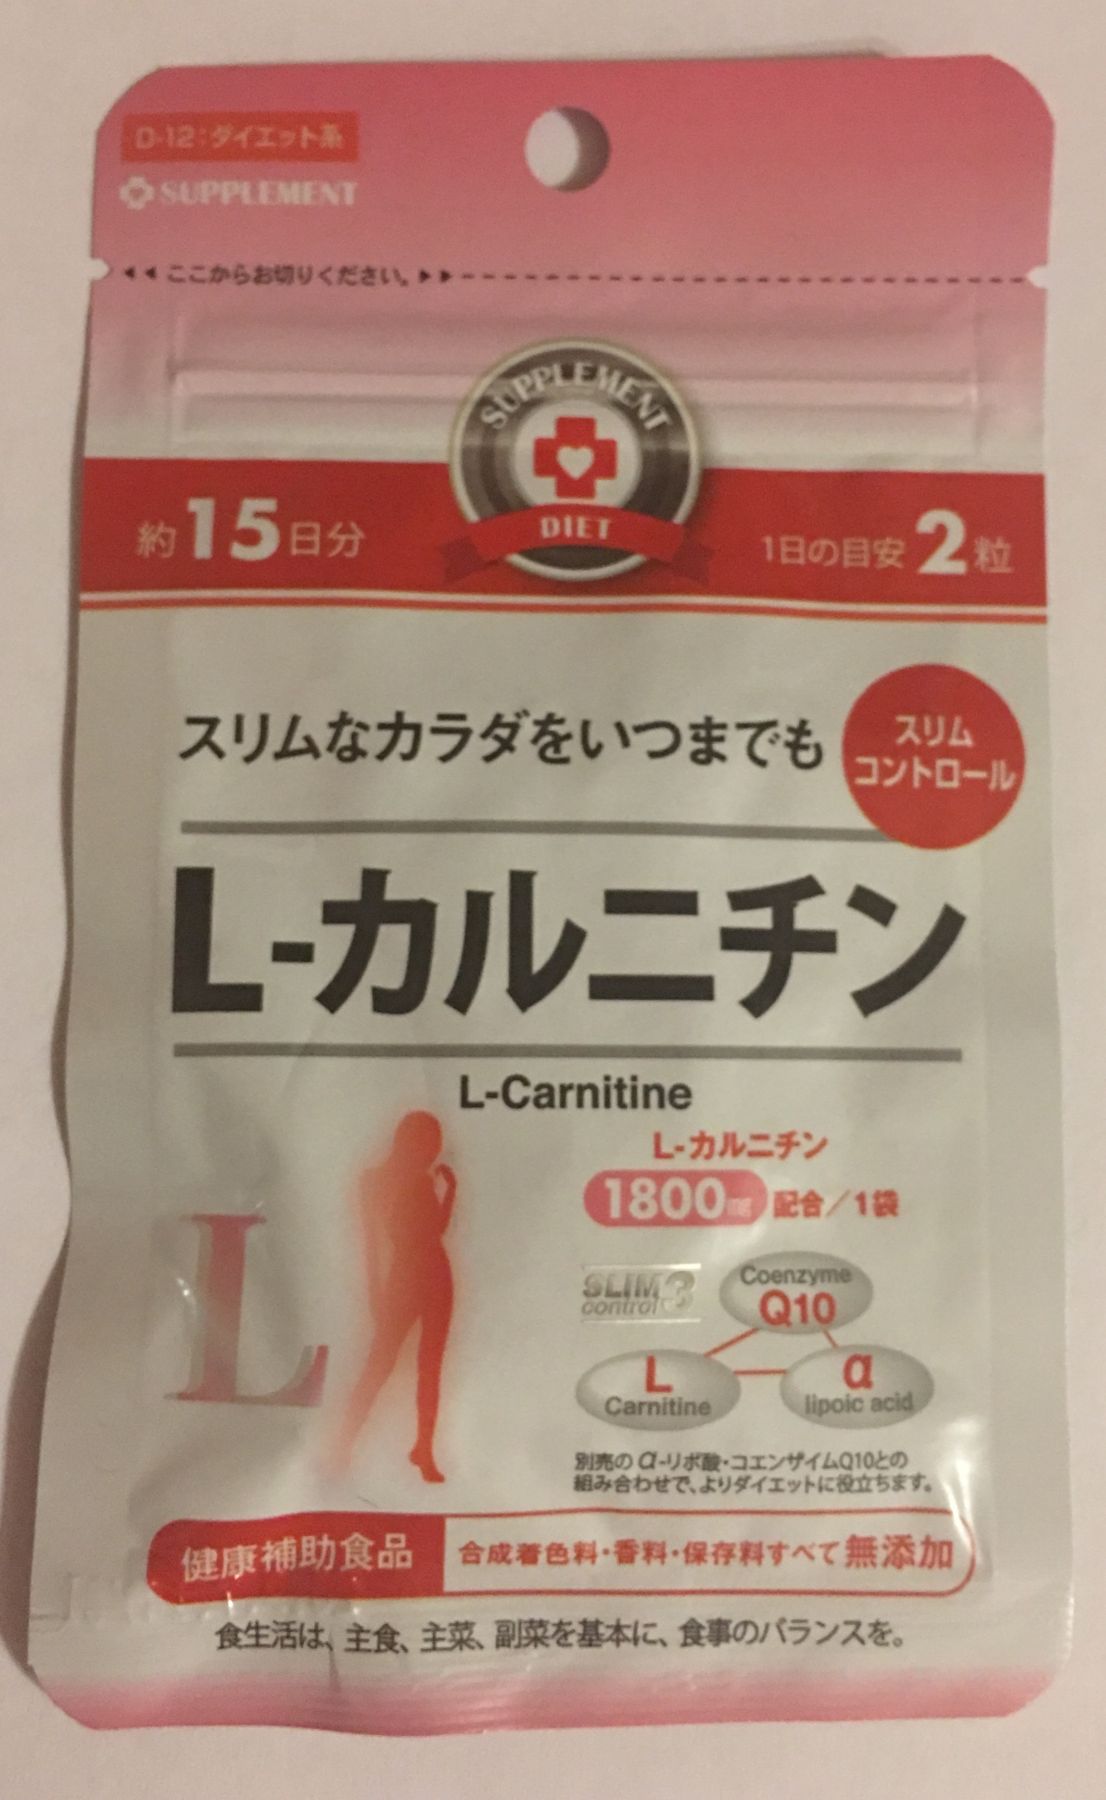 D-12:ダイエット系
SUPPLEMENT
◀◀ ここからお切りください。▶▶
SUPPLEMENT
DIET
約15日分
1日の目安 2粒
スリムなカラダをいつまでも
スリム
コントロール
L-カルニチン
L-Carnitine
L-カルニチン
1800mg 配合/1袋
L
SLIM
control 3
Coenzyme
Q10
L
Carnitine
α
lipoic acid
別売の α-リポ酸・コエンザイムQ10との
組み合わせで、よりダイエットに役立ちます。
健康補助食品
合成着色料・香料・保存料すべて無添加
食生活は、主食、主菜、副菜を基本に、食事のバランスを。